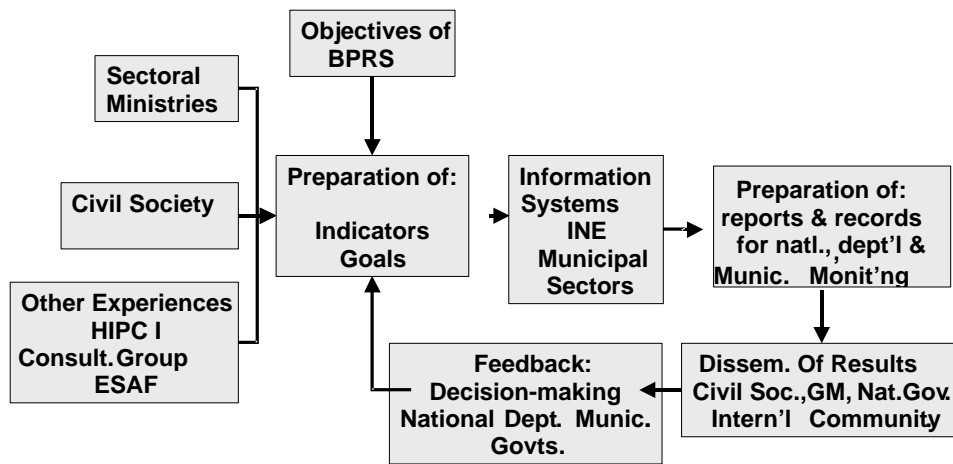 Objectives of
BPRS
Sectoral
Ministries
Civil Society
Other Experiences
HIPC I
Consult.Group
ESAF
Preparation of:
Indicators
Goals
Information
Systems
INE
Municipal
Sectors
Preparation of:
reports & records
for natl., dept'l &
Munic. Monit'ng
Dissem. Of Results
Civil Soc.,GM, Nat.Gov.
Intern'l Community
Feedback:
Decision-making
National Dept. Munic.
Govts.